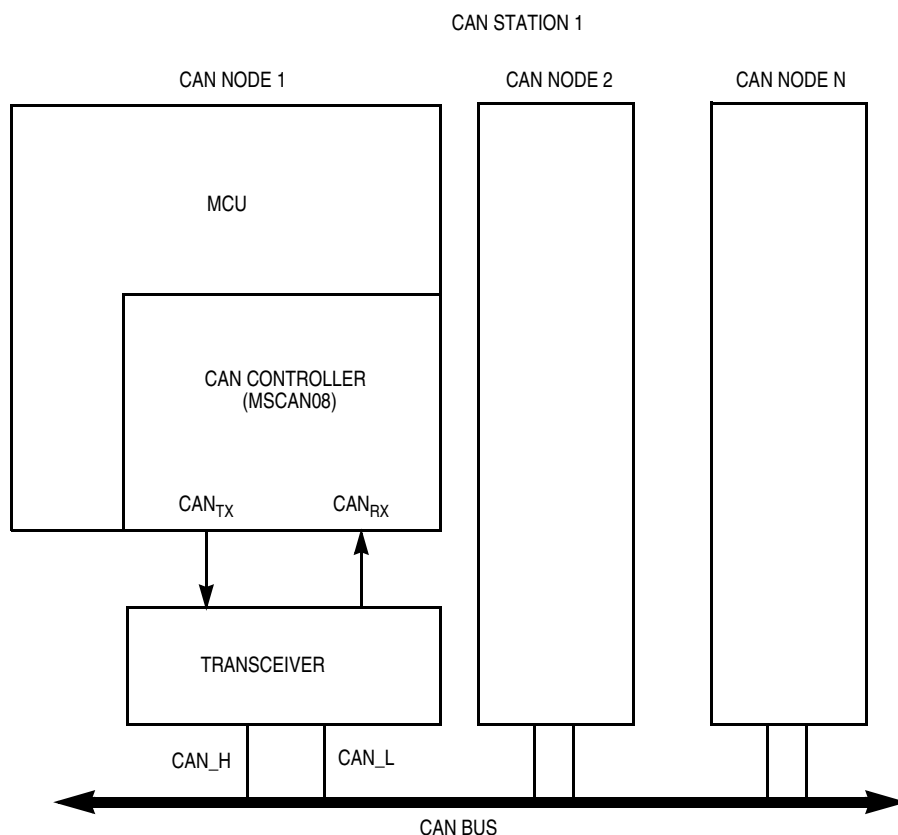 CAN STATION 1
CAN NODE 1
CAN NODE 2
CAN NODE N
MCU
CAN CONTROLLER
(MSCAN08)
CANTX
CANRX
TRANSCEIVER
CAN_H
CAN_L
CAN BUS